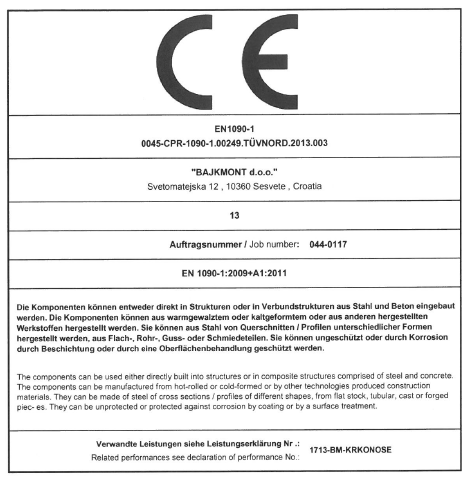 CE
EN1090-1
0045-CPR-1090-1.00249.TÜVNORD.2013.003
"BAJKMONT d.o.o."
Svetomatejska 12 , 10360 Sesvete , Croatia
13
Auftragsnummer / Job number: 044-0117
EN 1090-1:2009+A1:2011
Die Komponenten können entweder direkt in Strukturen oder in Verbundstrukturen aus Stahl und Beton eingebaut
werden. Die Komponenten können aus warmgewalztem oder kaltgeformtem oder aus anderen hergestellten
Werkstoffen hergestellt werden. Sie können aus Stahl von Querschnitten / Profilen unterschiedlicher Formen
hergestellt werden, aus Flach-, Rohr-, Guss- oder Schmiedeteilen. Sie können ungeschützt oder durch Korrosion
durch Beschichtung oder durch eine Oberflächenbehandlung geschützt werden.
The components can be used either directly built into structures or in composite structures comprised of steel and concrete.
The components can be manufactured from hot-rolled or cold-formed or by other technologies produced construction
materials. They can be made of steel of cross sections / profiles of different shapes, from flat stock, tubular, cast or forged
piec- es. They can be unprotected or protected against corrosion by coating or by a surface treatment.
Verwandte Leistungen siehe Leistungserklärung Nr .:
Related performances see declaration of performance No.:
1713-BM-KRKONOSE